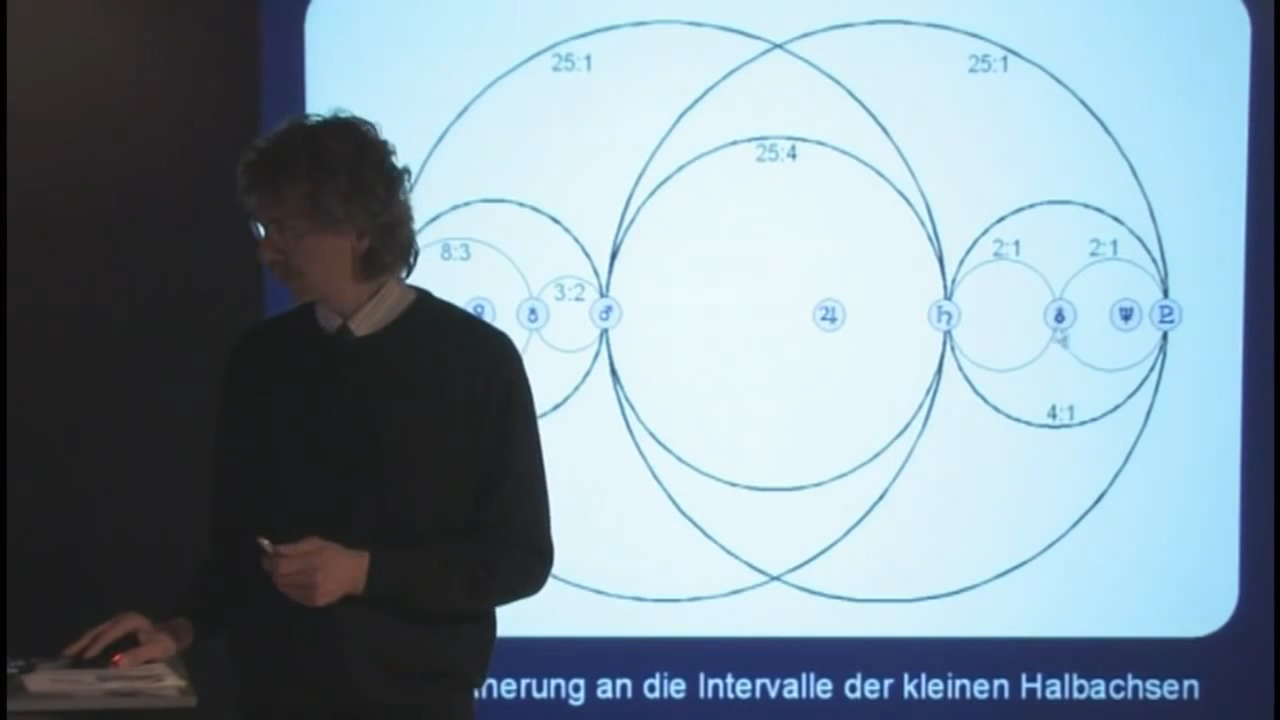 25:1 25:1
25:4
8:3 2:1 2:1
3:2
♀ ♁ ♂ ♃ ♄ ♆ ♇
4:1
an die Intervalle der kleinen Halbachsen